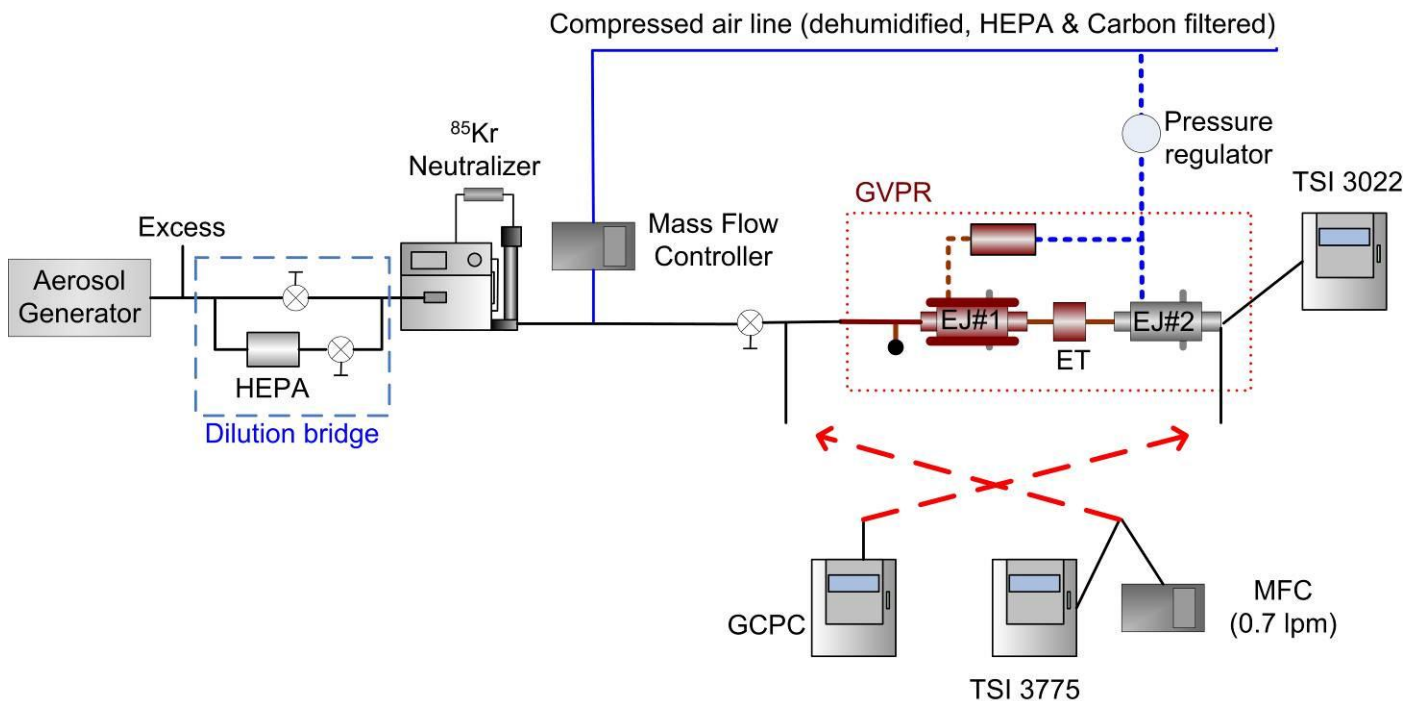 Compressed air line (dehumidified, HEPA & Carbon filtered)
⁸⁵Kr
Neutralizer
Pressure
regulator
TSI 3022
GVPR
Excess
Mass Flow
Controller
Aerosol
Generator
EJ#1
EJ#2
ET
HEPA
Dilution bridge
GCPC
MFC
(0.7 lpm)
TSI 3775